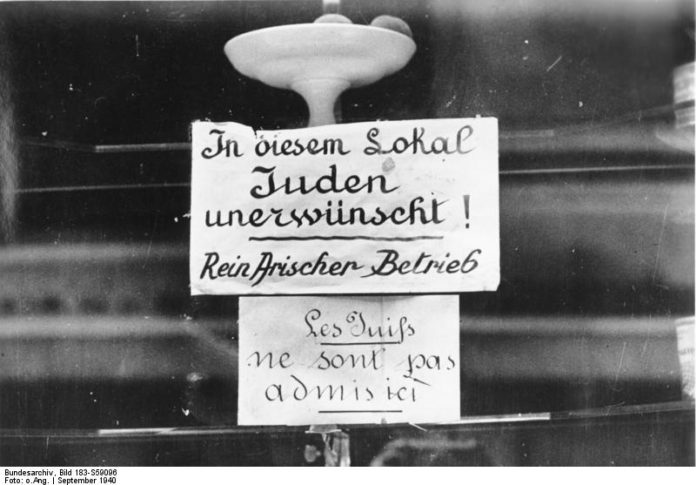 In diesem Lokal
Juden
unerwünscht!
Rein Arischer Betrieb
Les Juifs
ne sont pas
admis ici
Bundesarchiv, Bild 183-S59096
Foto: o.Ang. | September 1940